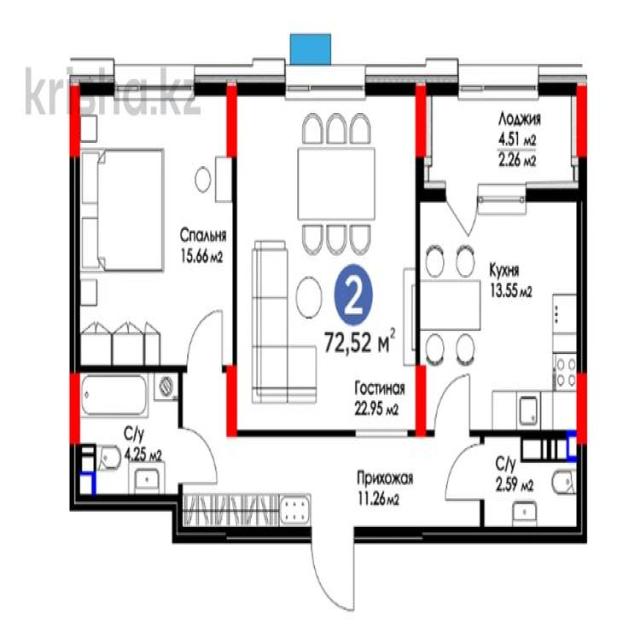 krisha.kz
Лоджия
4.51 м2
2.26 м2
Спальня
15.66 м2
Кухня
13.55 м2
2
72,52 м²
Гостиная
22.95 м2
С/у
4.25 м2
Прихожая
11.26 м2
С/у
2.59 м2